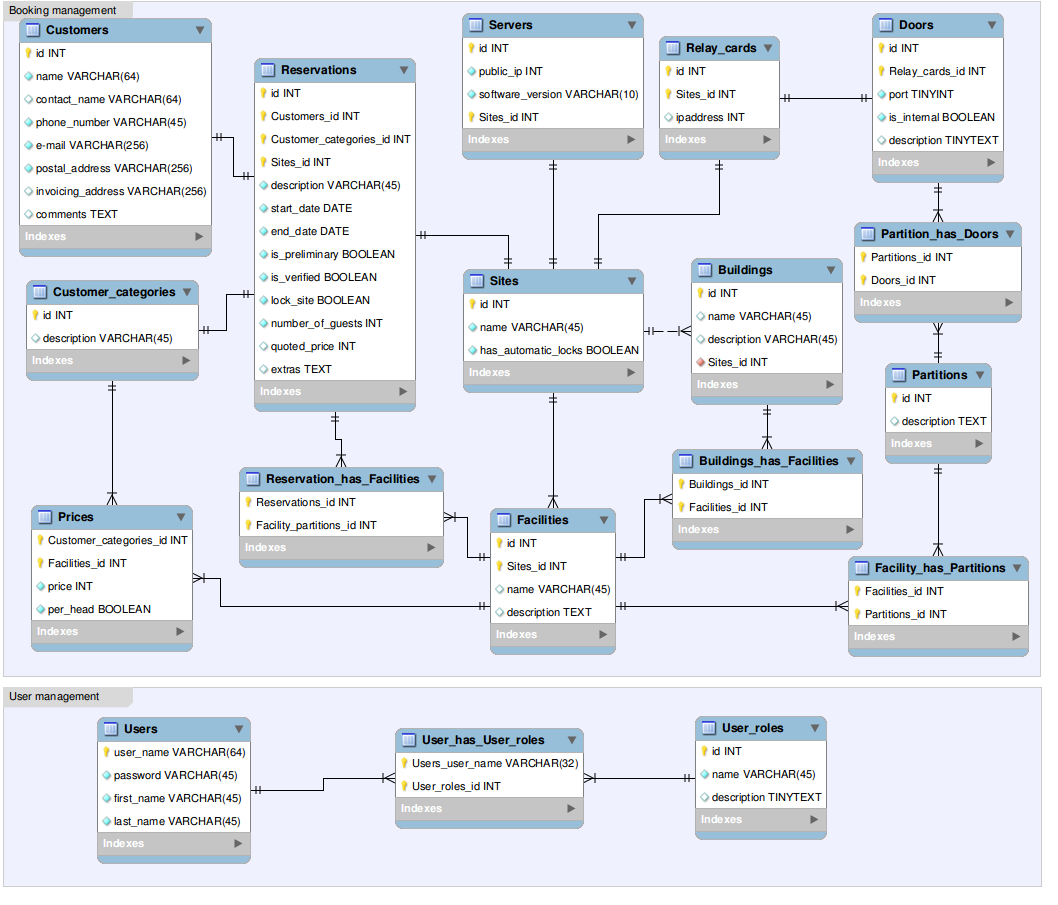 Booking management
Customers
id INT
name VARCHAR(64)
contact_name VARCHAR(64)
phone_number VARCHAR(45)
e-mail VARCHAR(256)
postal_address VARCHAR(256)
invoicing_address VARCHAR(256)
comments TEXT
Indexes
Reservations
id INT
Customers_id INT
Customer_categories_id INT
Sites_id INT
description VARCHAR(45)
start_date DATE
end_date DATE
is_preliminary BOOLEAN
is_verified BOOLEAN
lock_site BOOLEAN
number_of_guests INT
quoted_price INT
extras TEXT
Indexes
Servers
id INT
public_ip INT
software_version VARCHAR(10)
Sites_id INT
Indexes
Relay_cards
id INT
Sites_id INT
ipaddress INT
Indexes
Doors
id INT
Relay_cards_id INT
port TINYINT
is_internal BOOLEAN
description TINYTEXT
Indexes
Customer_categories
id INT
description VARCHAR(45)
Indexes
Sites
id INT
name VARCHAR(45)
has_automatic_locks BOOLEAN
Indexes
Buildings
id INT
name VARCHAR(45)
description VARCHAR(45)
Sites_id INT
Indexes
Partition_has_Doors
Partitions_id INT
Doors_id INT
Indexes
Partitions
id INT
description TEXT
Indexes
Prices
Customer_categories_id INT
Facilities_id INT
price INT
per_head BOOLEAN
Indexes
Reservation_has_Facilities
Reservations_id INT
Facility_partitions_id INT
Indexes
Facilities
id INT
Sites_id INT
name VARCHAR(45)
description TEXT
Indexes
Buildings_has_Facilities
Buildings_id INT
Facilities_id INT
Indexes
Facility_has_Partitions
Facilities_id INT
Partitions_id INT
Indexes
User management
Users
user_name VARCHAR(64)
password VARCHAR(45)
first_name VARCHAR(45)
last_name VARCHAR(45)
Indexes
User_has_User_roles
Users_user_name VARCHAR(32)
User_roles_id INT
Indexes
User_roles
id INT
name VARCHAR(45)
description TINYTEXT
Indexes